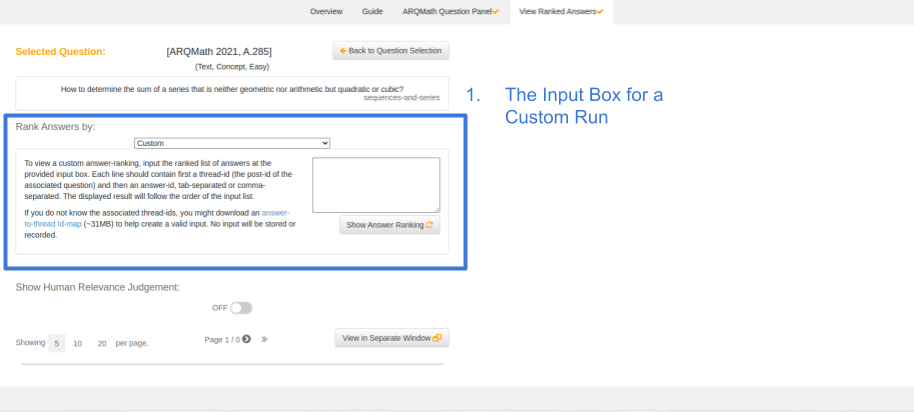 Overview Guide ARQMath Question Panel View Ranked Answers
Selected Question: [ARQMath 2021, A.285] Back to Question Selection
(Text, Concept, Easy)
How to determine the sum of a series that is neither geometric nor arithmetic but quadratic or cubic?
sequences-and-series
1. The Input Box for a
Custom Run
Rank Answers by:
Custom
To view a custom answer-ranking, input the ranked list of answers at the
provided input box. Each line should contain first a thread-id (the post-id of the
associated question) and then an answer-id, tab-separated or comma-
separated. The displayed result will follow the order of the input list.
If you do not know the associated thread-ids, you might download an answer-
to-thread Id-map (~31MB) to help create a valid input. No input will be stored or
recorded.
Show Answer Ranking
Show Human Relevance Judgement:
OFF
Showing 5 10 20 per page. Page 1 / 0 » View in Separate Window